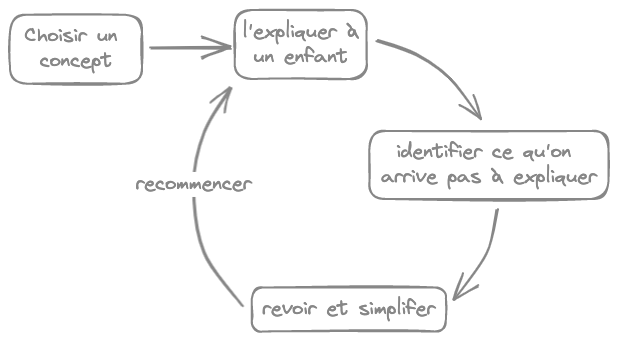 Choisir un
concept
l'expliquer à
un enfant
identifier ce qu'on
arrive pas à expliquer
recommencer
revoir et simplifer